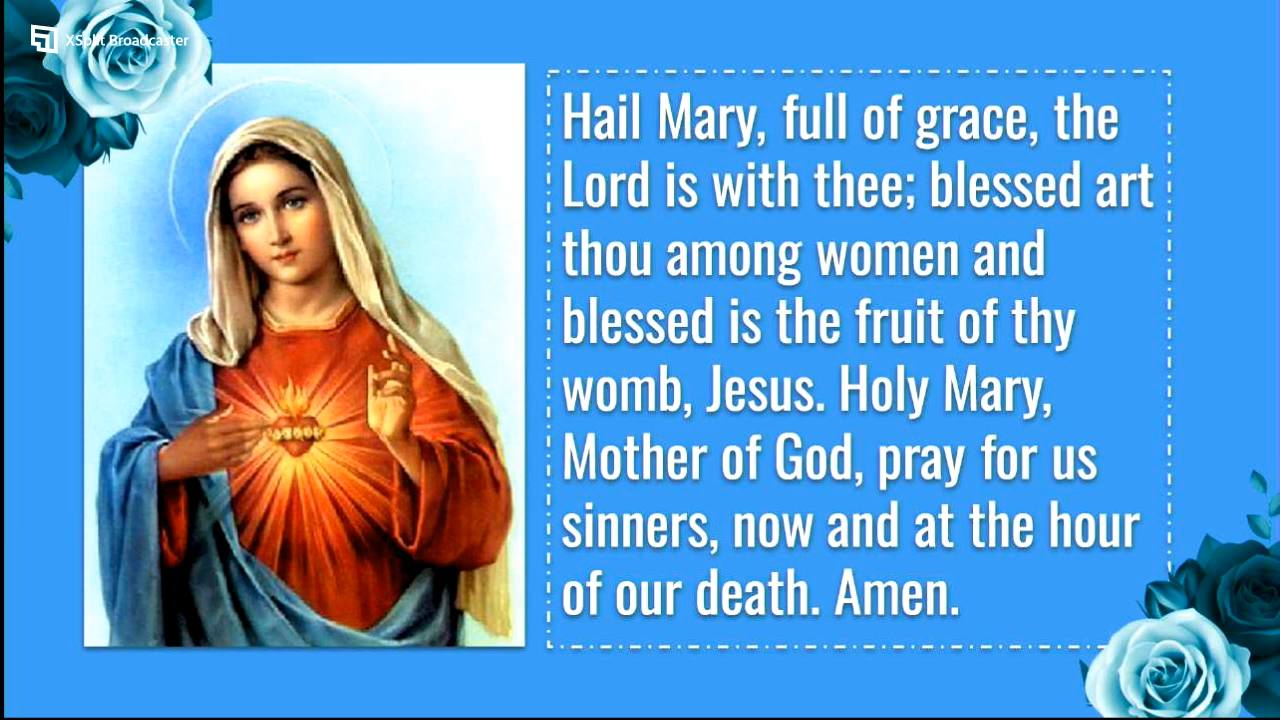 XSplit Broadcaster
Hail Mary, full of grace, the
Lord is with thee; blessed art
thou among women and
blessed is the fruit of thy
womb, Jesus. Holy Mary,
Mother of God, pray for us
sinners, now and at the hour
of our death. Amen.